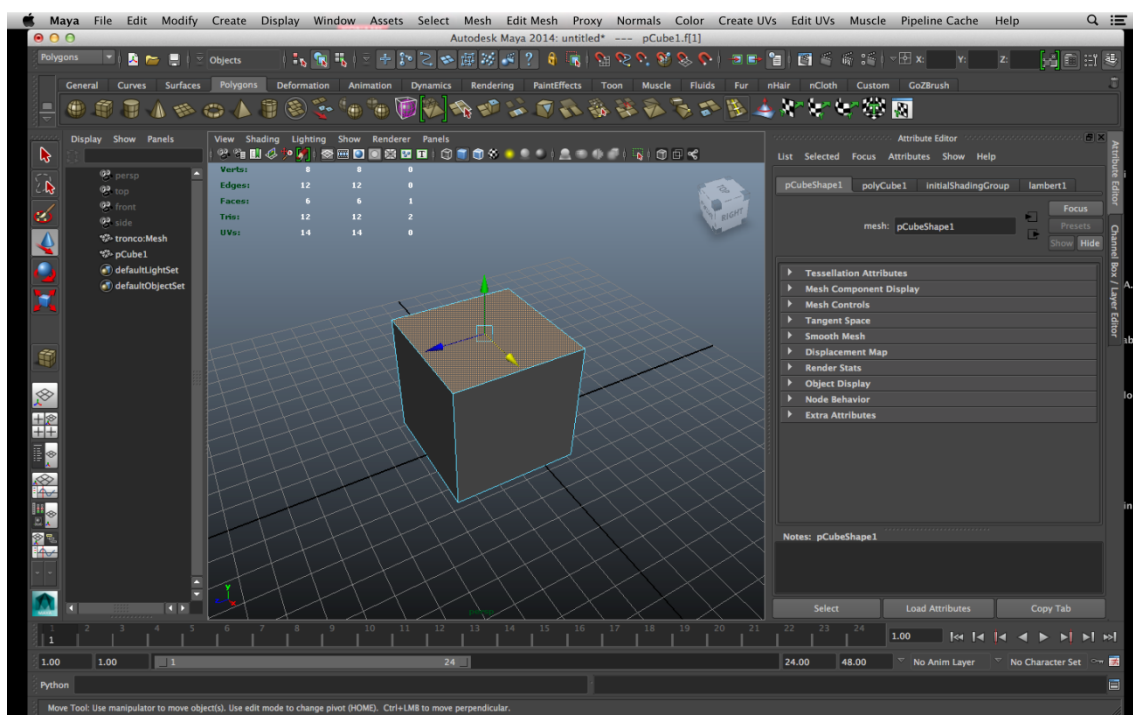 Maya File Edit Modify Create Display Window Assets Select Mesh Edit Mesh Proxy Normals Color Create UVs Edit UVs Muscle Pipeline Cache Help
Autodesk Maya 2014: untitled* --- pCube1.f[1]
Polygons Objects X: Y: Z:
General Curves Surfaces Polygons Deformation Animation Dynamics Rendering PaintEffects Toon Muscle Fluids Fur nHair nCloth Custom GoZBrush
Display Show Panels
View Shading Lighting Show Renderer Panels
Attribute Editor
List Selected Focus Attributes Show Help
persp
top
front
side
tronco:Mesh
pCube1
defaultLightSet
defaultObjectSet
Verts: 8 8 0
Edges: 12 12 0
Faces: 6 6 1
Tris: 12 12 2
UVs: 14 14 0
RIGHT
y
persp
pCubeShape1 polyCube1 initialShadingGroup lambert1
Focus
mesh: pCubeShape1
Presets
Show Hide
Tessellation Attributes
Mesh Component Display
Mesh Controls
Tangent Space
Smooth Mesh
Displacement Map
Render Stats
Object Display
Node Behavior
Extra Attributes
Notes: pCubeShape1
Select Load Attributes Copy Tab
Attribute Editor
Channel Box / Layer Editor
1 2 3 4 5 6 7 8 9 10 11 12 13 14 15 16 17 18 19 20 21 22 23 24
1 1.00
1.00 1.00 1 24 24.00 48.00 No Anim Layer No Character Set
Python
Move Tool: Use manipulator to move object(s). Use edit mode to change pivot (HOME). Ctrl+LMB to move perpendicular.